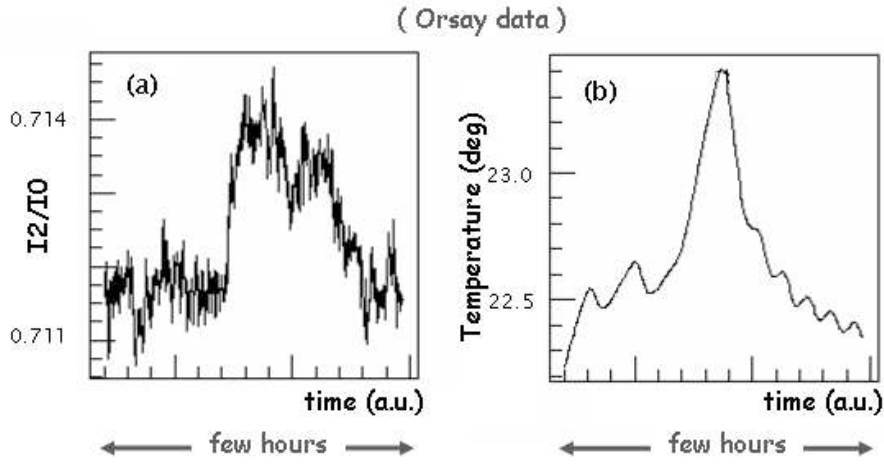 ( Orsay data )
(a)
0.714
I2/I0
0.711
time (a.u.)
few hours
(b)
Temperature (deg)
23.0
22.5
time (a.u.)
few hours